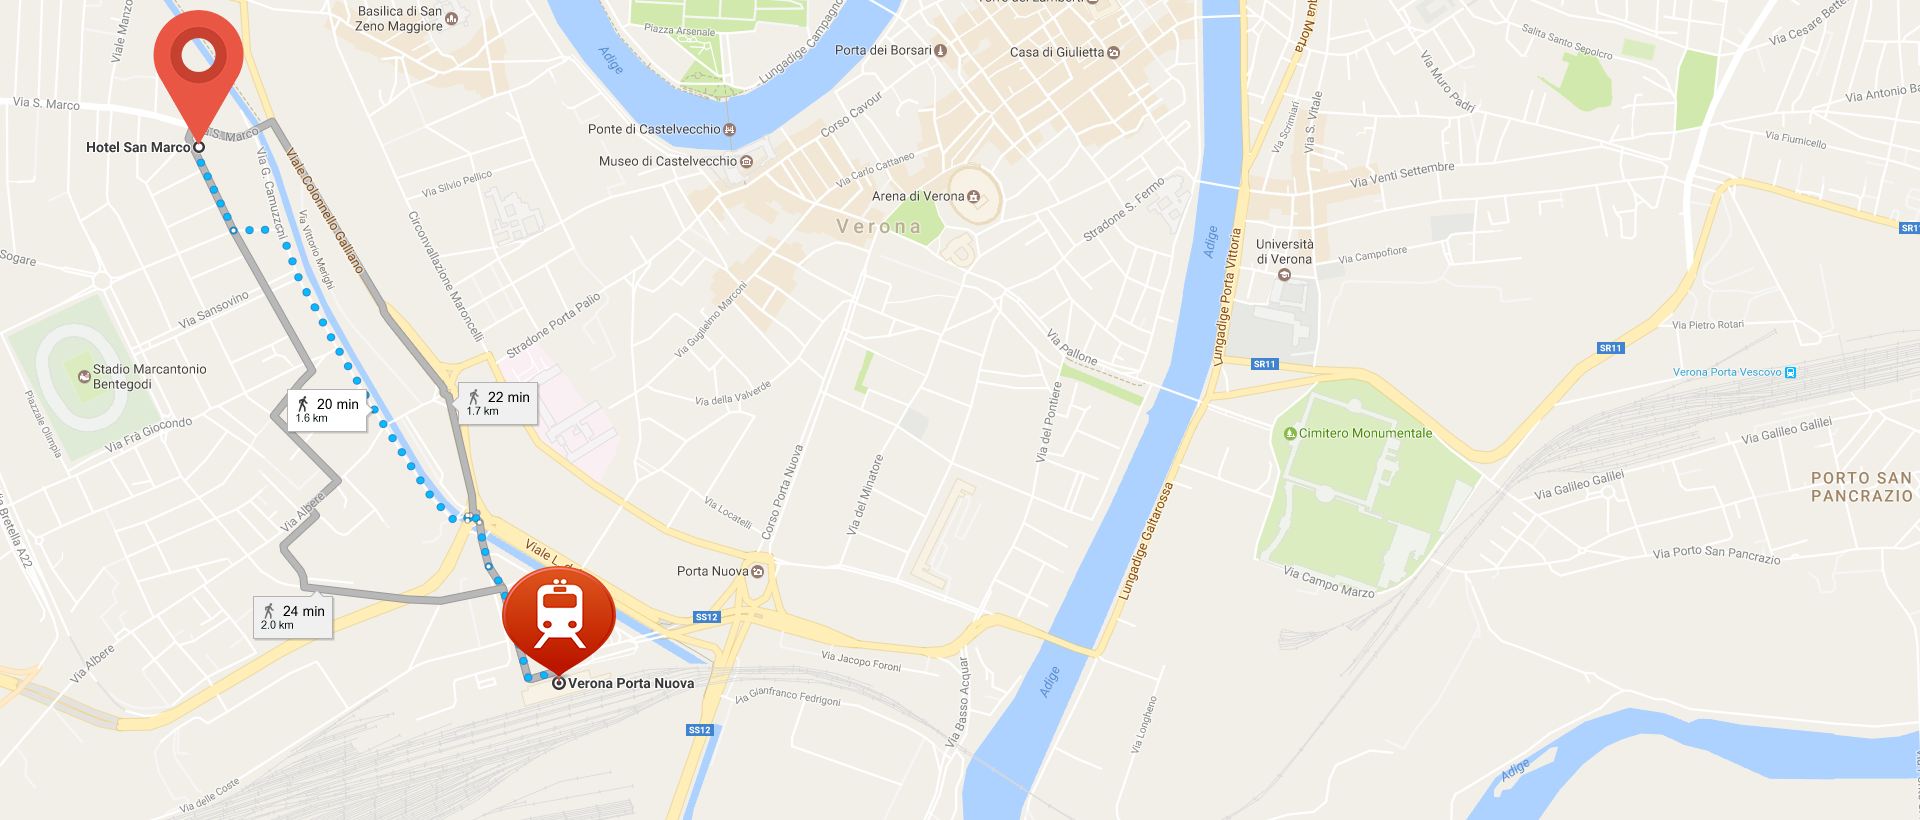 Basilica di San
Zeno Maggiore
Viale Manzo
Piazza Arsenale
Lungadige Campagno
Adige
Porta dei Borsari
Casa di Giulietta
Salita Santo Sepolcro
Via Cesare Bette
Via Muro Padri
Via Antonio Ba
Via Fiumicello
Via S. Marco
S. Marco
Hotel San Marco
Ponte di Castelvecchio
Museo di Castelvecchio
Corso Cavour
Via Carlo Cattaneo
Via Scrimiari
Via S. Vitale
Via G. Camuzzoni
Viale Colonnello Galliano
Via Vittorio Merighi
Via Silvio Pellico
Circonvallazione Maroncelli
Arena di Verona
Verona
Stradone S. Fermo
Via Venti Settembre
Adige
Lungadige Porta Vittoria
Università
di Verona
Via Campofiore
SR11
Sogare
Via Sansovino
Stradone Porta Palio
Via Guglielmo Marconi
Via Pallone
SR11
Via Pietro Rotari
SR11
Verona Porta Vescovo
Stadio Marcantonio
Bentegodi
Piazzale Olimpia
20 min
1.6 km
22 min
1.7 km
Via della Valverde
Via del Pontiere
Via Frà Giocondo
Cimitero Monumentale
Via Galileo Galilei
Via Galileo Galilei
PORTO SAN
PANCRAZIO
Via Albere
Bretella A22
Corso Porta Nuova
Via del Minatore
Via Locatelli
Lungadige Galtarossa
Viale L.
Porta Nuova
Via Campo Marzo
Via Porto San Pancrazio
24 min
2.0 km
SS12
Via Albere
Via Jacopo Foroni
Adige
Verona Porta Nuova
Via Gianfranco Fedrigoni
Via Basso Acquar
Via Longhena
SS12
Via delle Coste
Adige